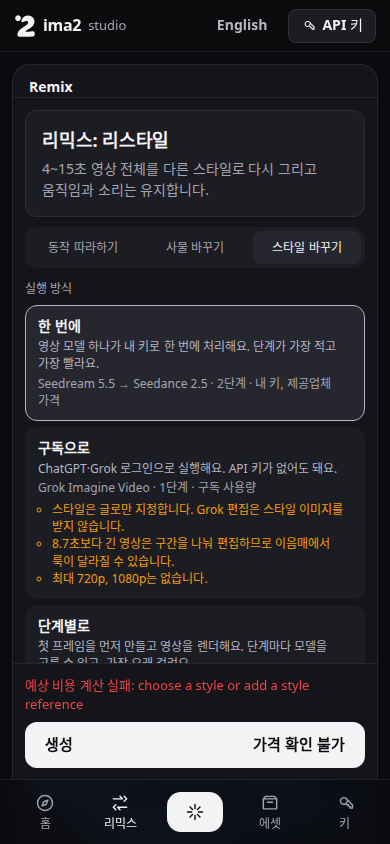 ima2 studio
English
API 키
Remix
리믹스: 리스타일
4~15초 영상 전체를 다른 스타일로 다시 그리고
움직임과 소리는 유지합니다.
동작 따라하기
사물 바꾸기
스타일 바꾸기
실행 방식
한 번에
영상 모델 하나가 내 키로 한 번에 처리해요. 단계가 가장 적고
가장 빨라요.
Seedream 5.5 → Seedance 2.5 · 2단계 · 내 키, 제공업체
가격
구독으로
ChatGPT·Grok 로그인으로 실행해요. API 키가 없어도 돼요.
Grok Imagine Video · 1단계 · 구독 사용량
스타일은 글로만 지정합니다. Grok 편집은 스타일 이미지를
받지 않습니다.
8.7초보다 긴 영상은 구간을 나눠 편집하므로 이음매에서
룩이 달라질 수 있습니다.
최대 720p, 1080p는 없습니다.
단계별로
첫 프레임을 먼저 만들고 영상을 렌더해요. 단계마다 모델을
고를 수 있고, 가장 오래 걸려요.
예상 비용 계산 실패: choose a style or add a style
reference
생성
가격 확인 불가
홈
리믹스
에셋
키